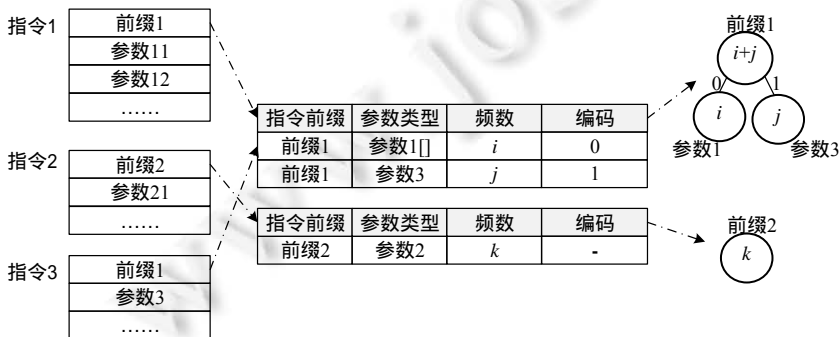 指令1
前缀1
参数11
参数12
……
指令2
前缀2
参数21
……
指令3
前缀1
参数3
……
指令前缀 参数类型 频数 编码
前缀1 参数1[] i 0
前缀1 参数3 j 1
指令前缀 参数类型 频数 编码
前缀2 参数2 k -
前缀1
i+j
0 1
i j
参数1 参数3
前缀2
k